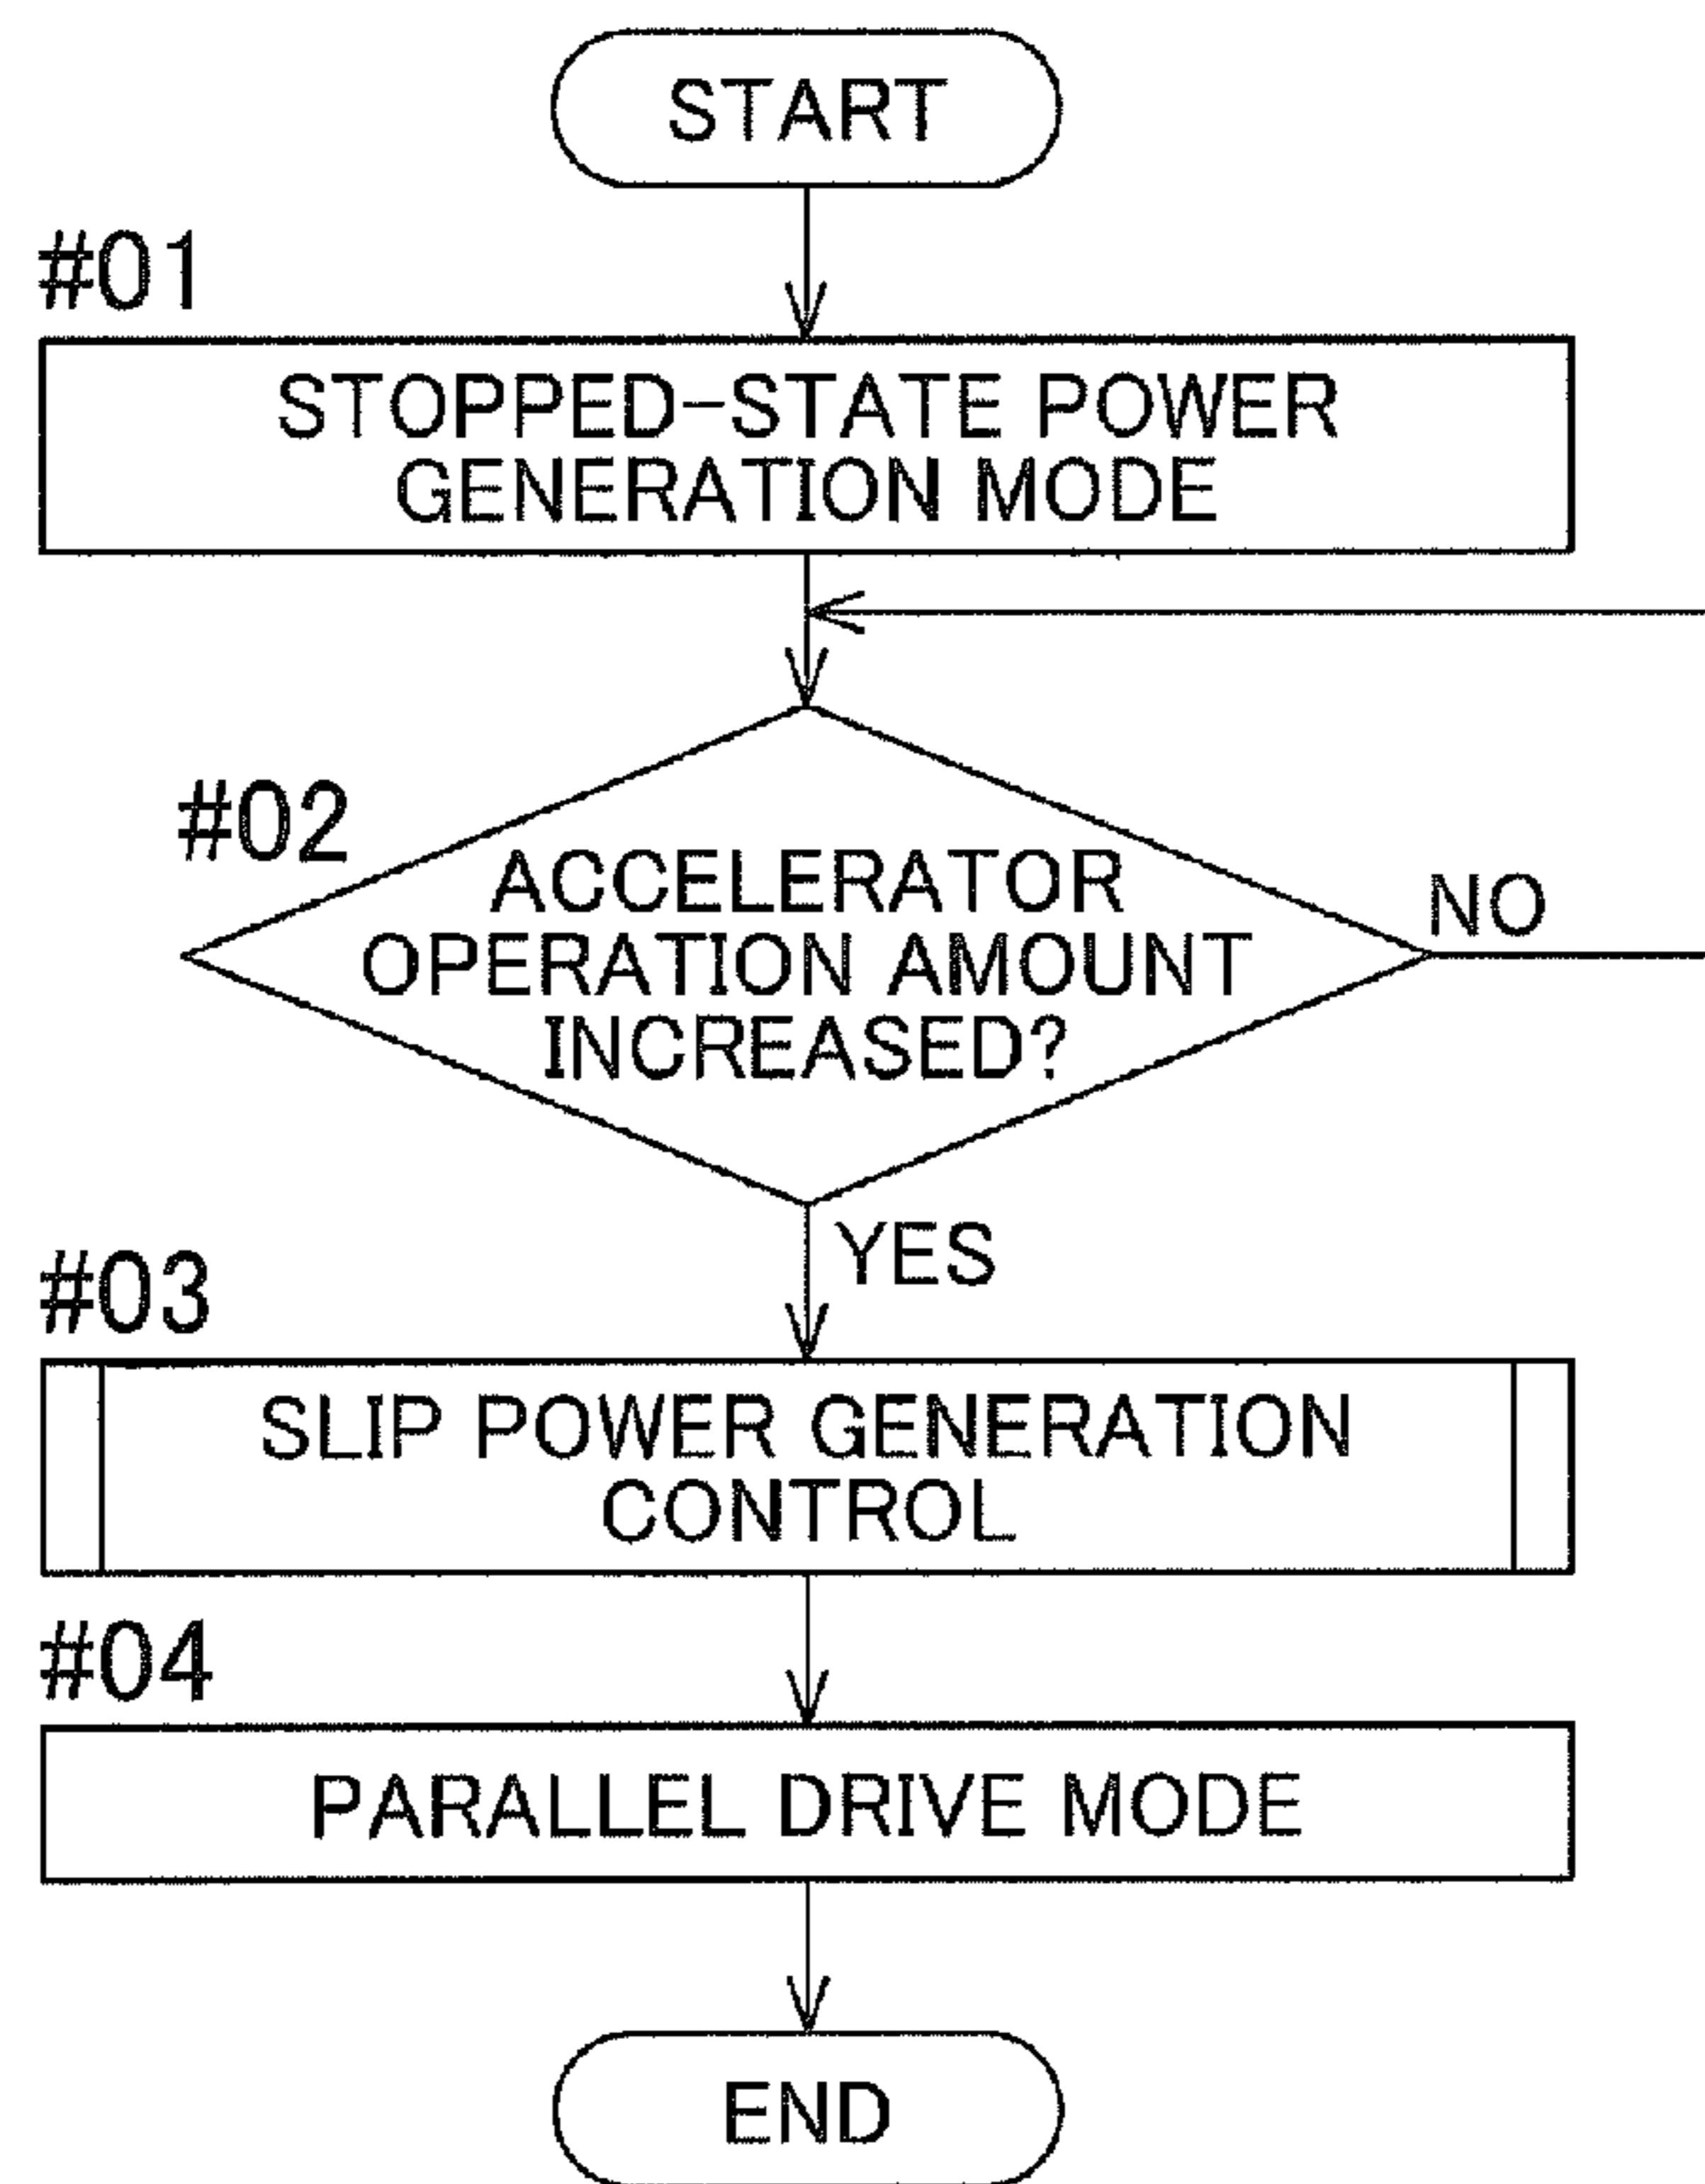 START
#01
STOPPED-STATE POWER
GENERATION MODE
#02
ACCELERATOR
OPERATION AMOUNT
INCREASED?
NO
YES
#03
SLIP POWER GENERATION
CONTROL
#04
PARALLEL DRIVE MODE
END